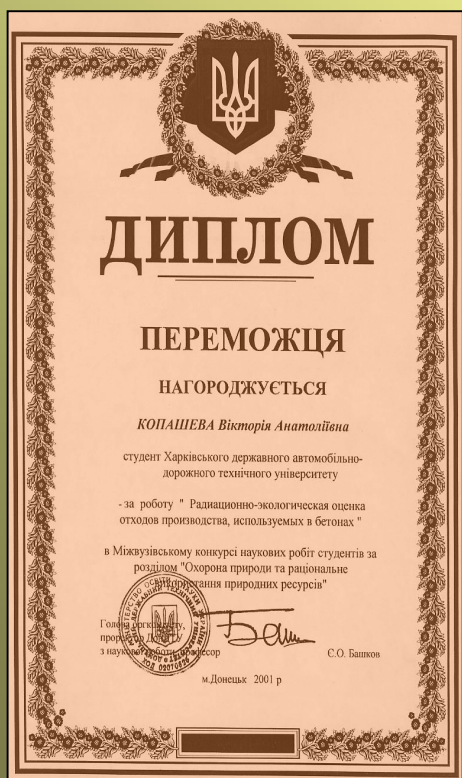 ДИПЛОМ
ПЕРЕМОЖЦЯ
НАГОРОДЖУЄТЬСЯ
КОПАШЕВА Вікторія Анатоліївна
студент Харківського державного автомобільно-
дорожного технічного університету
- за роботу " Радиационно-экологическая оценка
отходов производства, используемых в бетонах "
в Міжвузівському конкурсі наукових робіт студентів за
розділом "Охорона природи та раціональне
використання природних ресурсів"
Голова оргкомітету,
проректор ДонДТУ
з наукової роботи, професор Є.О. Башков
м.Донецьк 2001 р